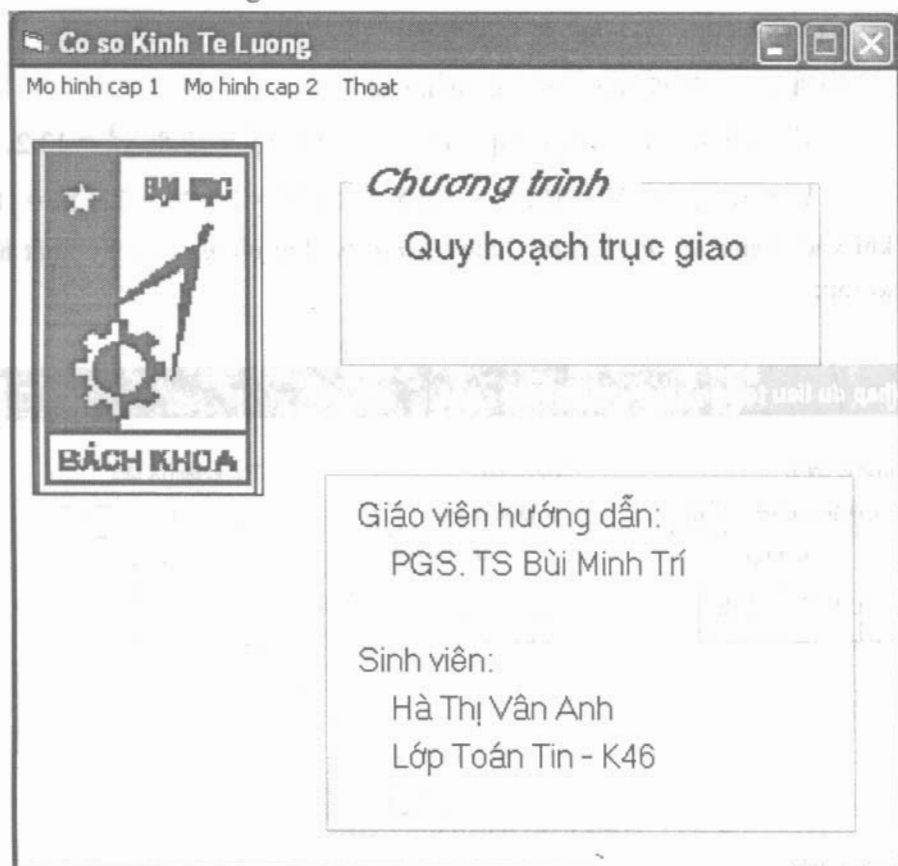 Co so Kinh Te Luong
Mo hinh cap 1 Mo hinh cap 2 Thoat
ĐẠI HỌC
BÁCH KHOA
Chương trình
Quy hoạch trục giao
Giáo viên hướng dẫn:
PGS. TS Bùi Minh Trí
Sinh viên:
Hà Thị Vân Anh
Lớp Toán Tin - K46